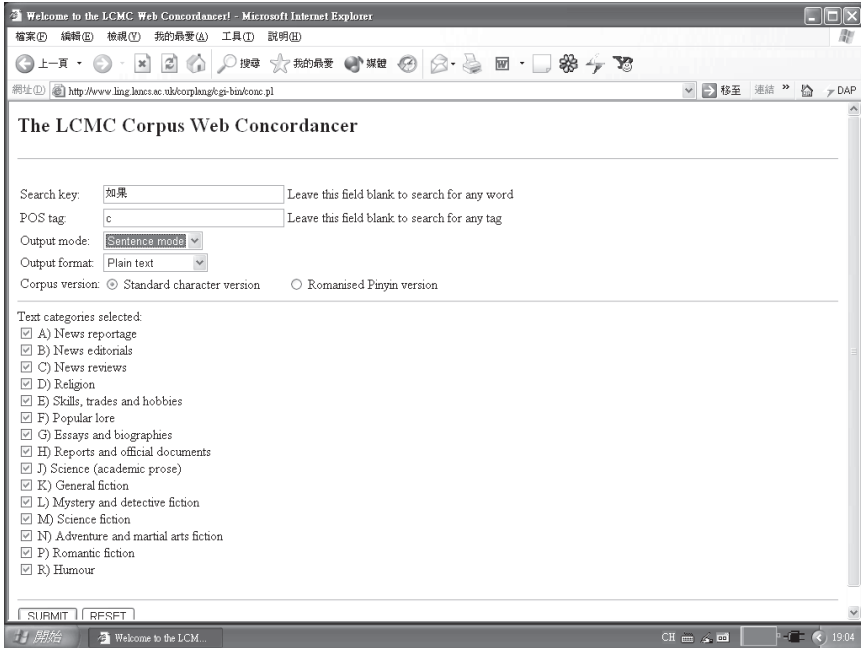 Welcome to the LCMC Web Concordancer! - Microsoft Internet Explorer
檔案(F) 編輯(E) 檢視(V) 我的最愛(A) 工具(T) 說明(H)
上一頁 搜尋 我的最愛 媒體
網址(D) http://www.ling.lancs.ac.uk/corplang/cgi-bin/conc.pl 移至 連結 » DAP
The LCMC Corpus Web Concordancer
Search key: 如果 Leave this field blank to search for any word
POS tag: c Leave this field blank to search for any tag
Output mode: Sentence mode
Output format: Plain text
Corpus version: Standard character version Romanised Pinyin version
Text categories selected:
A) News reportage
B) News editorials
C) News reviews
D) Religion
E) Skills, trades and hobbies
F) Popular lore
G) Essays and biographies
H) Reports and official documents
J) Science (academic prose)
K) General fiction
L) Mystery and detective fiction
M) Science fiction
N) Adventure and martial arts fiction
P) Romantic fiction
R) Humour
SUBMIT RESET
開始 Welcome to the LCM... CH 19:04